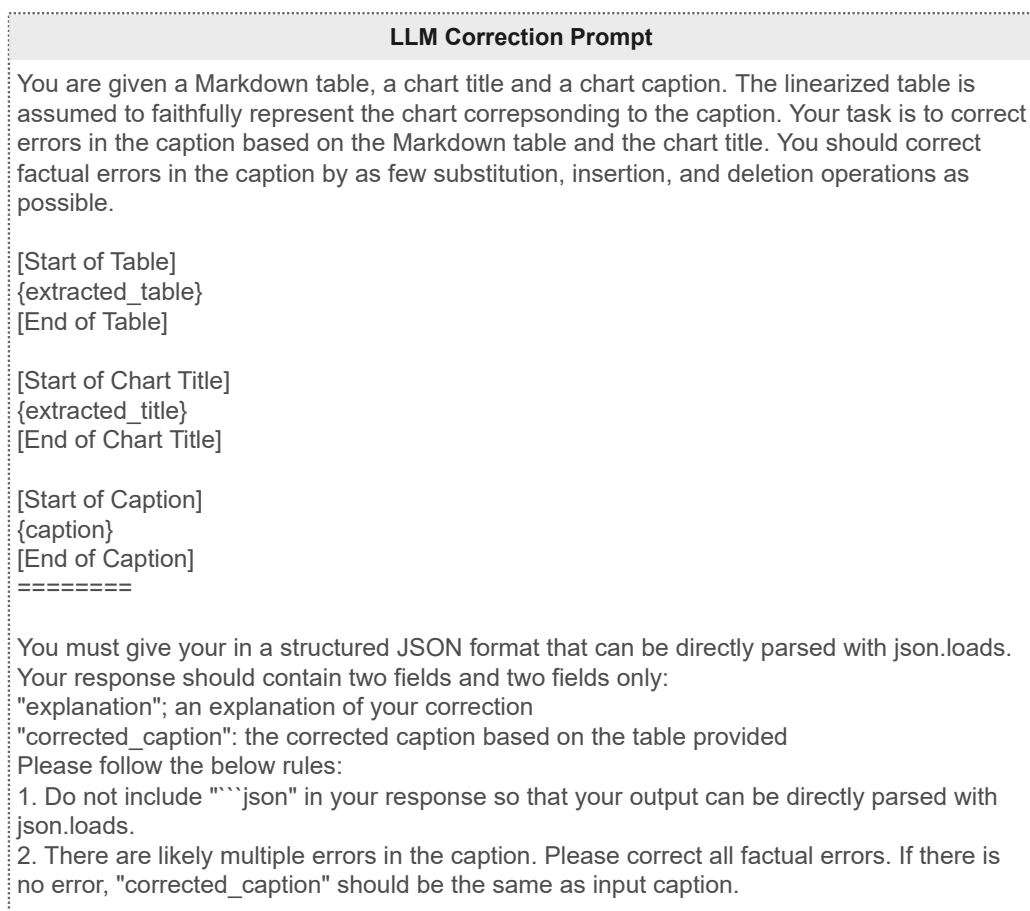 LLM Correction Prompt
You are given a Markdown table, a chart title and a chart caption. The linearized table is
assumed to faithfully represent the chart correpsonding to the caption. Your task is to correct
errors in the caption based on the Markdown table and the chart title. You should correct
factual errors in the caption by as few substitution, insertion, and deletion operations as
possible.
[Start of Table]
{extracted_table}
[End of Table]
[Start of Chart Title]
{extracted_title}
[End of Chart Title]
[Start of Caption]
{caption}
[End of Caption]
========
You must give your in a structured JSON format that can be directly parsed with json.loads.
Your response should contain two fields and two fields only:
"explanation"; an explanation of your correction
"corrected_caption": the corrected caption based on the table provided
Please follow the below rules:
1. Do not include "```json" in your response so that your output can be directly parsed with
json.loads.
2. There are likely multiple errors in the caption. Please correct all factual errors. If there is
no error, "corrected_caption" should be the same as input caption.